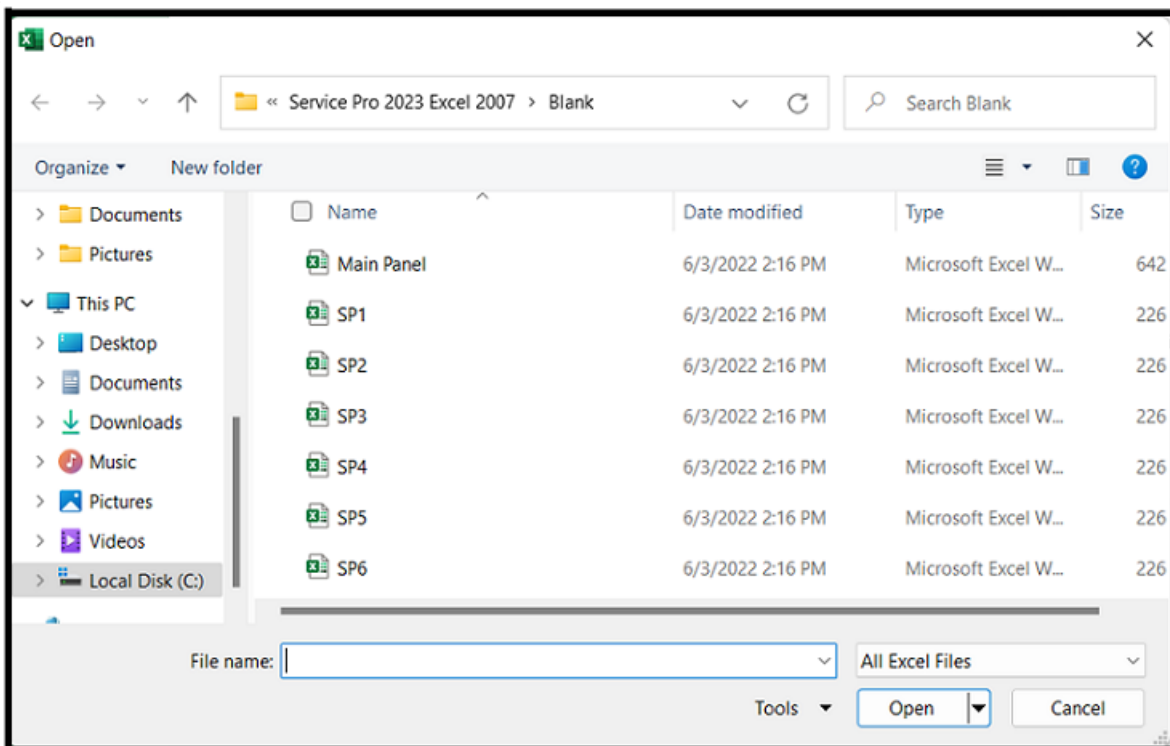 Open
« Service Pro 2023 Excel 2007 > Blank
Search Blank
Organize
New folder
?
Documents
Pictures
This PC
Desktop
Documents
Downloads
Music
Pictures
Videos
Local Disk (C:)
Name Date modified Type Size
Main Panel 6/3/2022 2:16 PM Microsoft Excel W... 642
SP1 6/3/2022 2:16 PM Microsoft Excel W... 226
SP2 6/3/2022 2:16 PM Microsoft Excel W... 226
SP3 6/3/2022 2:16 PM Microsoft Excel W... 226
SP4 6/3/2022 2:16 PM Microsoft Excel W... 226
SP5 6/3/2022 2:16 PM Microsoft Excel W... 226
SP6 6/3/2022 2:16 PM Microsoft Excel W... 226
File name:
All Excel Files
Tools
Open
Cancel